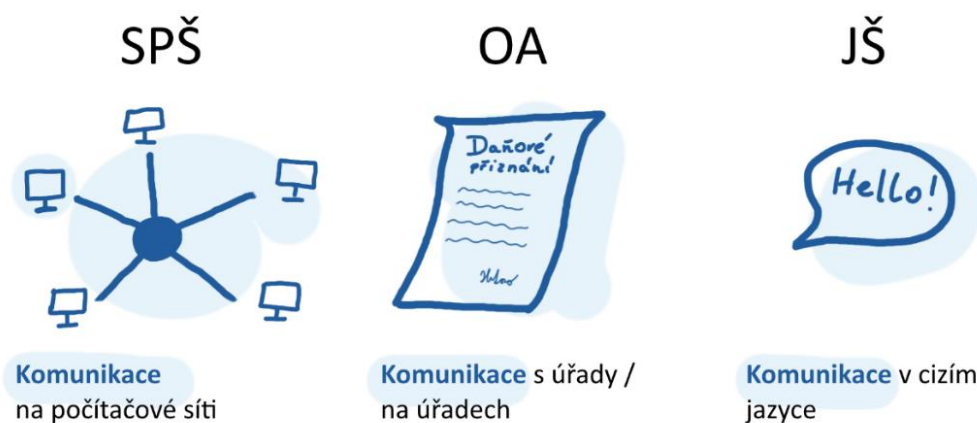 SPŠ
OA
JŠ
Daňové
přiznání
Hello!
Komunikace
na počítačové síti
Komunikace s úřady /
na úřadech
Komunikace v cizím
jazyce